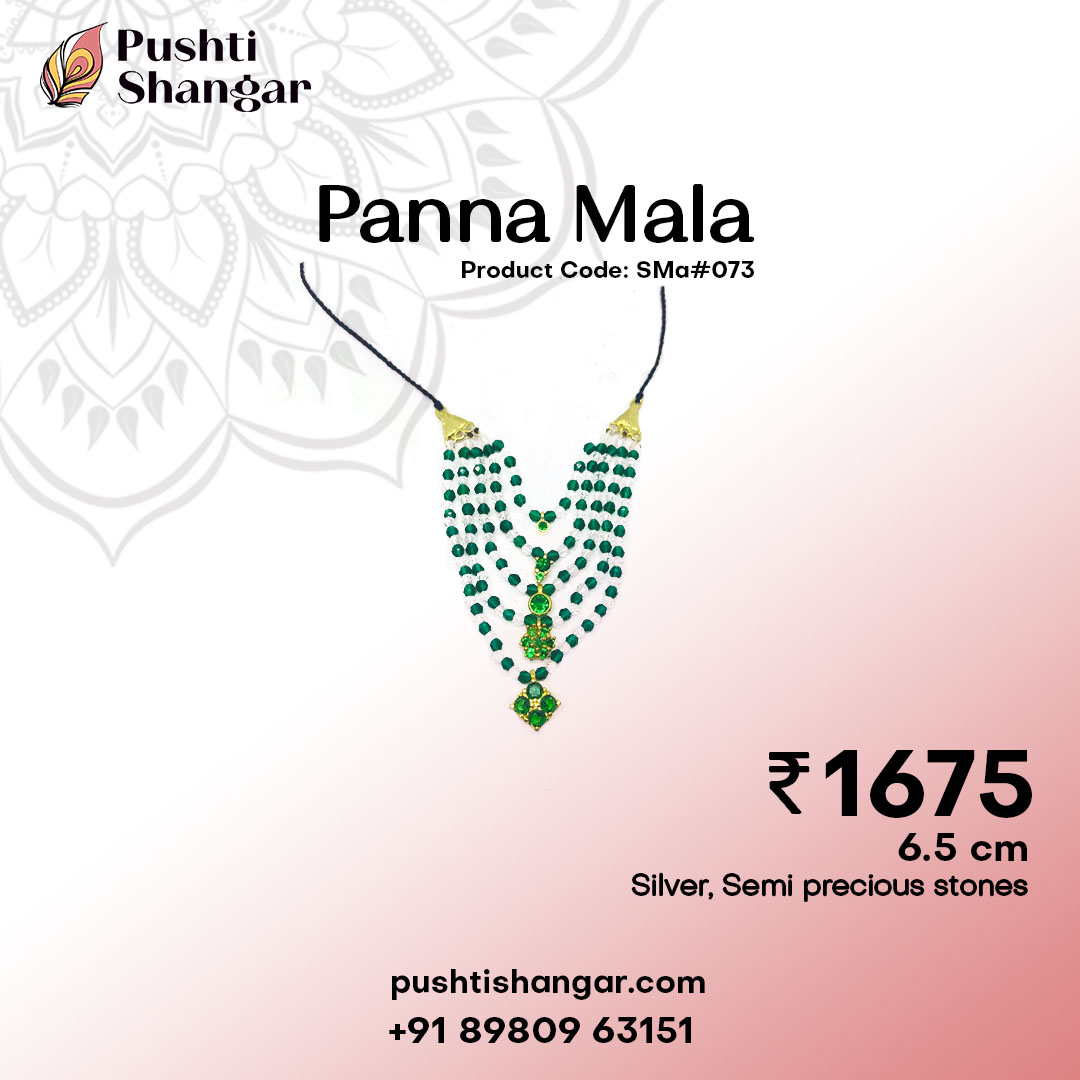 Pushti
Shangar
Panna Mala
Product Code: SMa#073
₹1675
6.5 cm
Silver, Semi precious stones
pushtishangar.com
+91 89809 63151